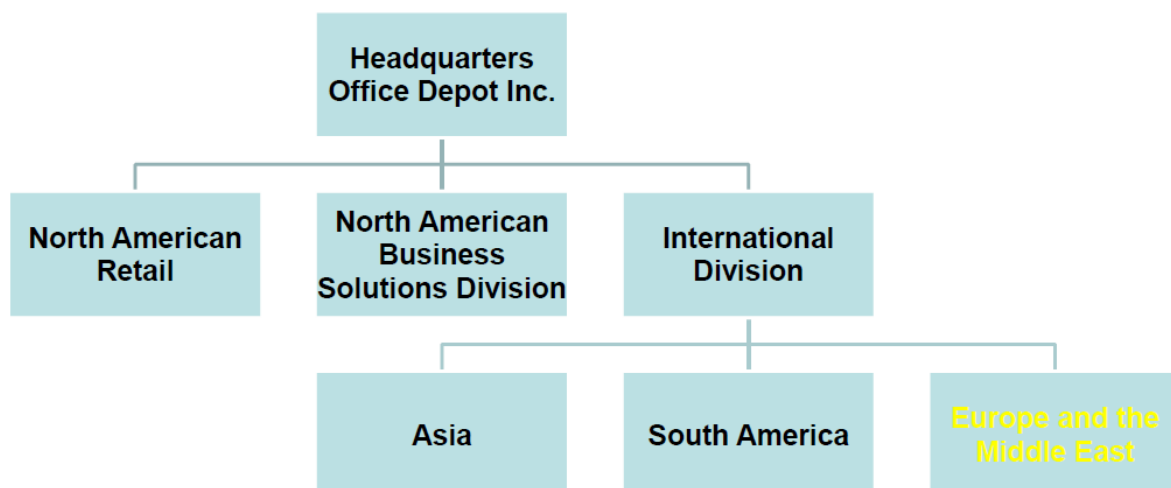 Headquarters
Office Depot Inc.
North American
Retail
North American
Business
Solutions Division
International
Division
Asia
South America
Europe and the
Middle East